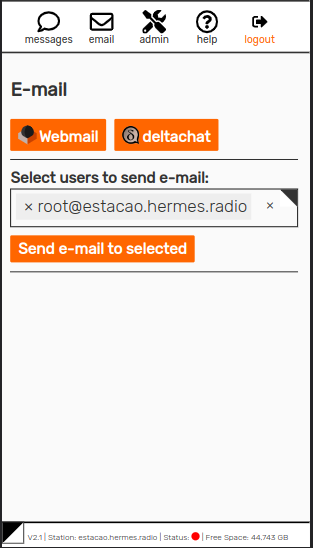 messages email admin help logout
E-mail
Webmail deltachat
Select users to send e-mail:
× root@estacao.hermes.radio ×
Send e-mail to selected
V2.1 | Station: estacao.hermes.radio | Status: | Free Space: 44.743 GB